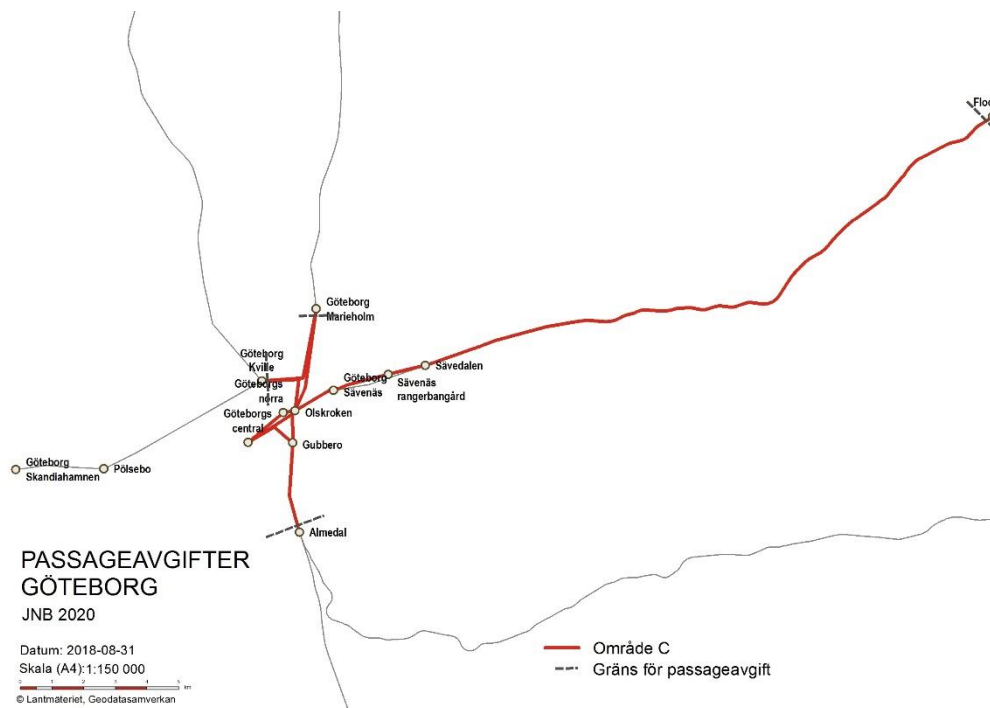 Floc
Göteborg
Marieholm
Göteborg
Kville
Göteborgs
norra
Göteborg
Sävenäs
Sävedalen
Sävenäs
rangerbangård
Göteborgs
central
Olskroken
Gubbero
Göteborg
Skandiahamnen
Pölsebo
Almedal
PASSAGEAVGIFTER
GÖTEBORG
JNB 2020
Datum: 2018-08-31
Skala (A4):1:150 000
km
© Lantmäteriet, Geodatasamverkan
Område C
Gräns för passageavgift